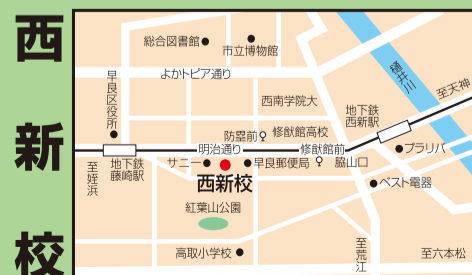 西新校
総合図書館
市立博物館
よかトピア通り
樋井川
至天神
早良区役所
西南学院大
地下鉄
西新駅
防塁前
修猷館高校
明治通り
修猷館前
プラリバ
至姪浜
地下鉄
藤崎駅
サニー
早良郵便局
脇山口
西新校
ベスト電器
紅葉山公園
高取小学校
至荒江
至六本松